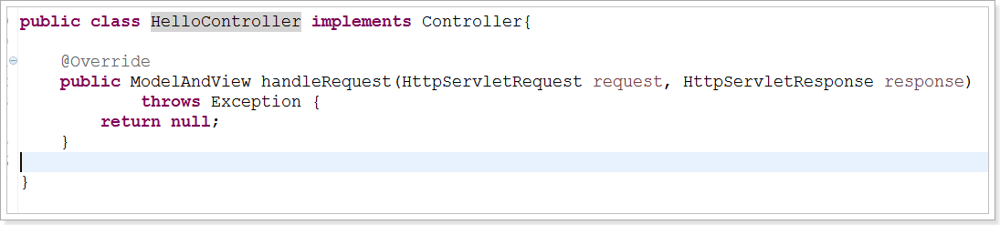 public class HelloController implements Controller{
@Override
public ModelAndView handleRequest(HttpServletRequest request, HttpServletResponse response)
throws Exception {
return null;
}
}